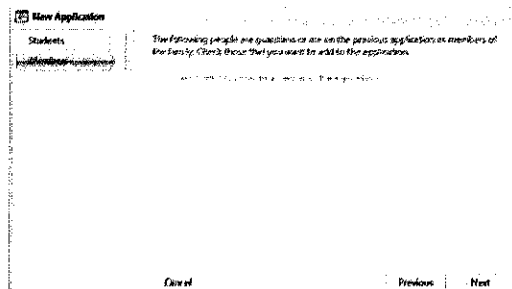 New Application
Students
Members
The following people are guardians or are on the previous application as members of
the family. Check those that you want to add to the application.
Cancel
Previous
Next